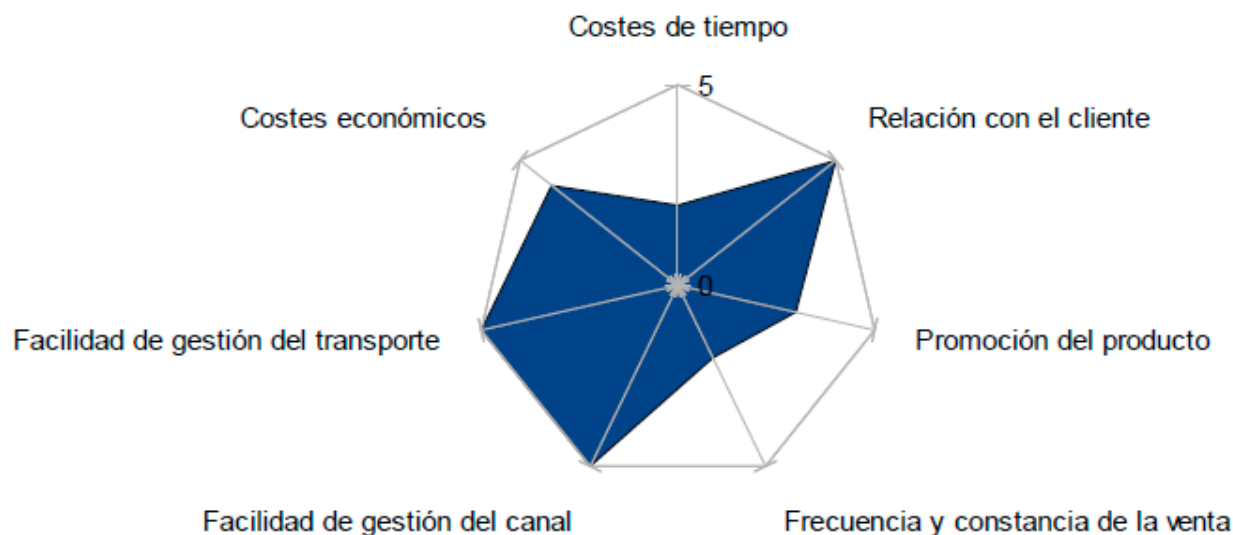 Costes de tiempo
5
Costes económicos
Relación con el cliente
0
Facilidad de gestión del transporte
Promoción del producto
Facilidad de gestión del canal
Frecuencia y constancia de la venta